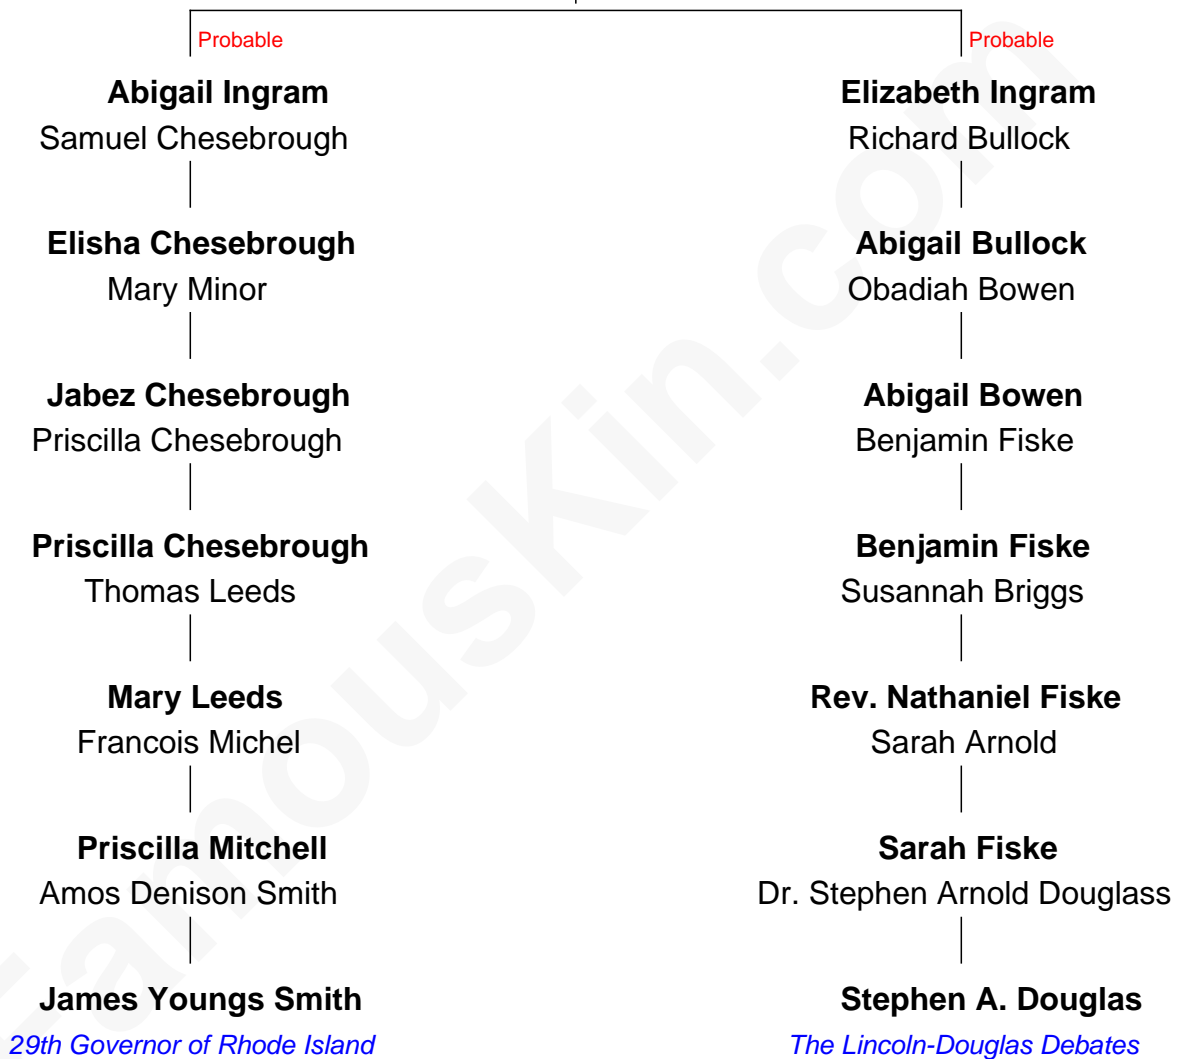 Probable
Probable
Abigail Ingram
Samuel Chesebrough
Elizabeth Ingram
Richard Bullock
Elisha Chesebrough
Mary Minor
Abigail Bullock
Obadiah Bowen
Jabez Chesebrough
Priscilla Chesebrough
Abigail Bowen
Benjamin Fiske
Priscilla Chesebrough
Thomas Leeds
Benjamin Fiske
Susannah Briggs
Mary Leeds
Francois Michel
Rev. Nathaniel Fiske
Sarah Arnold
Priscilla Mitchell
Amos Denison Smith
Sarah Fiske
Dr. Stephen Arnold Douglass
James Youngs Smith
29th Governor of Rhode Island
Stephen A. Douglas
The Lincoln-Douglas Debates
FamousKin.com